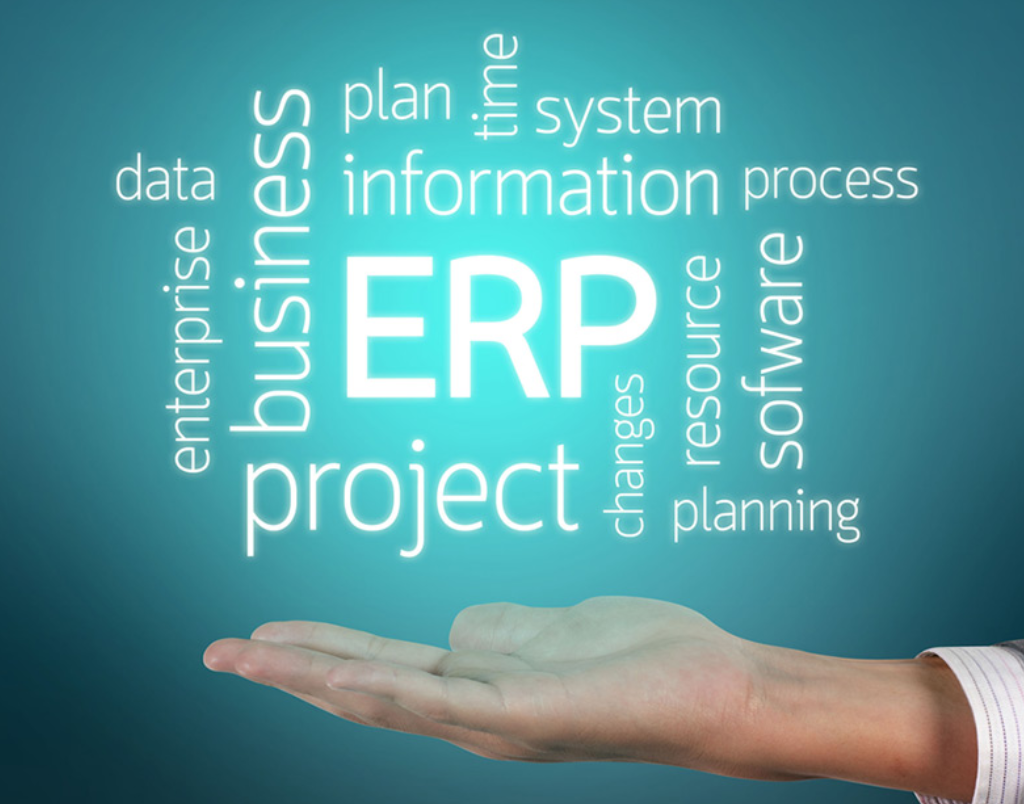 time
plan
system
data
business
information
process
enterprise
ERP
resource
sofware
changes
project
planning